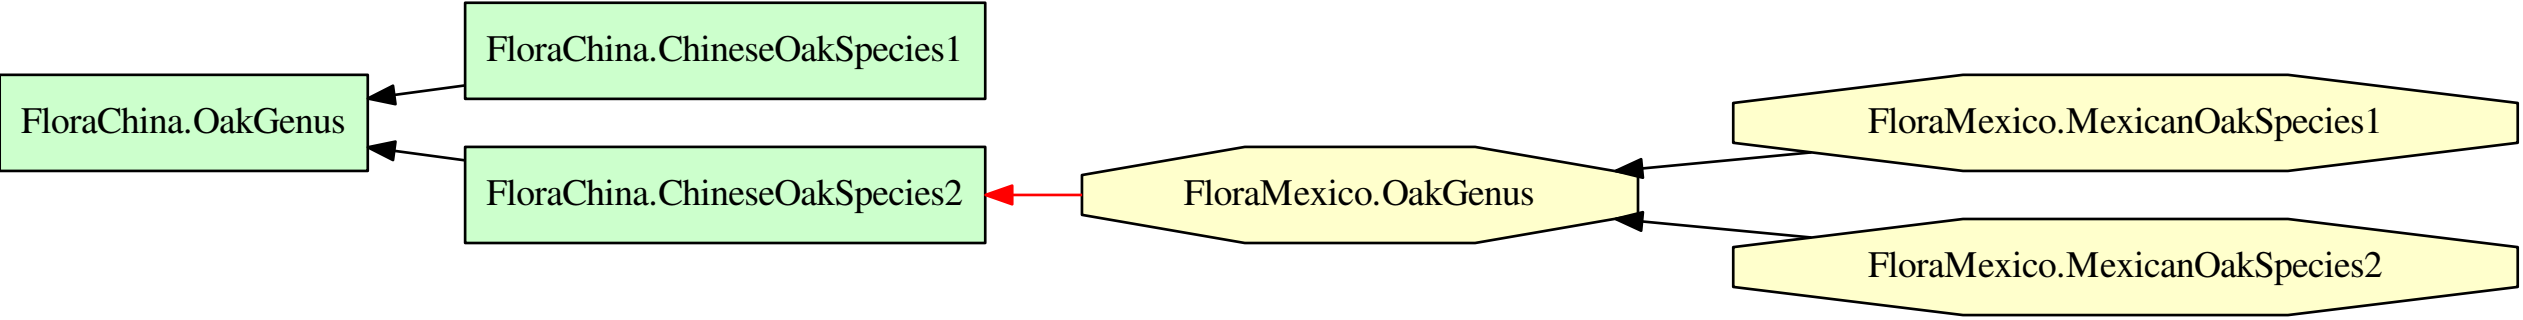 FloraChina.ChineseOakSpecies1
FloraChina.OakGenus
FloraChina.ChineseOakSpecies2
FloraMexico.OakGenus
FloraMexico.MexicanOakSpecies1
FloraMexico.MexicanOakSpecies2